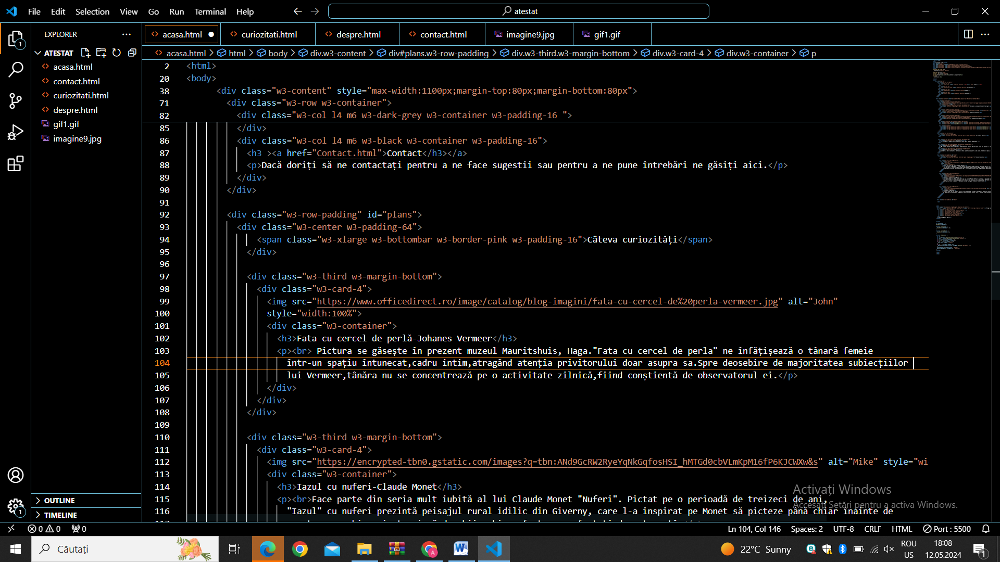 File Edit Selection View Go Run Terminal Help
atestat
EXPLORER
ATESTAT
acasa.html
contact.html
curiozitati.html
despre.html
gif1.gif
imagine9.jpg
OUTLINE
TIMELINE
acasa.html curiozitati.html despre.html contact.html imagine9.jpg gif1.gif
acasa.html > html > body > div.w3-content > div#plans.w3-row-padding > div.w3-third.w3-margin-bottom > div.w3-card-4 > div.w3-container > p
2 <html>
20 <body>
38 <div class="w3-content" style="max-width:1100px;margin-top:80px;margin-bottom:80px">
71 <div class="w3-row w3-container">
82 <div class="w3-col l4 m6 w3-dark-grey w3-container w3-padding-16 ">
85 </div>
86 <div class="w3-col l4 m6 w3-black w3-container w3-padding-16">
87 <h3 ><a href="Contact.html">Contact</h3></a>
88 <p>Dacă doriți să ne contactați pentru a ne face sugestii sau pentru a ne pune întrebări ne găsiți aici.</p>
89 </div>
90 </div>
91
92 <div class="w3-row-padding" id="plans">
93 <div class="w3-center w3-padding-64">
94 <span class="w3-xlarge w3-bottombar w3-border-pink w3-padding-16">Câteva curiozități</span>
95 </div>
96
97 <div class="w3-third w3-margin-bottom">
98 <div class="w3-card-4">
99 <img src="https://www.officedirect.ro/image/catalog/blog-imagini/fata-cu-cercel-de%20perla-vermeer.jpg" alt="John"
100 style="width:100%">
101 <div class="w3-container">
102 <h3>Fata cu cercel de perlă-Johanes Vermeer</h3>
103 <p><br> Pictura se găsește în prezent muzeul Mauritshuis, Haga."Fata cu cercel de perla" ne înfățișează o tânară femeie
104 într-un spațiu întunecat,cadru intim,atragând atenția privitorului doar asupra sa.Spre deosebire de majoritatea subiecțiilor
105 lui Vermeer,tânăra nu se concentrează pe o activitate zilnică,fiind conștientă de observatorul ei.</p>
106 </div>
107 </div>
108 </div>
109
110 <div class="w3-third w3-margin-bottom">
111 <div class="w3-card-4">
112 <img src="https://encrypted-tbn0.gstatic.com/images?q=tbn:ANd9GcRW2RyeYqNkGqfosHSI_hMTGd0cbVLmKpM16fP6KJCWXw&s" alt="Mike" style="wi
113 <div class="w3-container">
114 <h3>Iazul cu nuferi-Claude Monet</h3>
115 <p><br>Face parte din seria mult iubită al lui Claude Monet "Nuferi". Pictat pe o perioadă de treizeci de ani,
116 "Iazul" cu nuferi prezintă peisajul rural idilic din Giverny, care l-a inspirat pe Monet să picteze până chiar înainte de
Activați Windows
Accesați Setări pentru a activa Windows.
0 0 0
Ln 104, Col 146 Spaces: 2 UTF-8 CRLF HTML Port : 5500
Căutați
22°C Sunny
ROU
US
18:08
12.05.2024
1